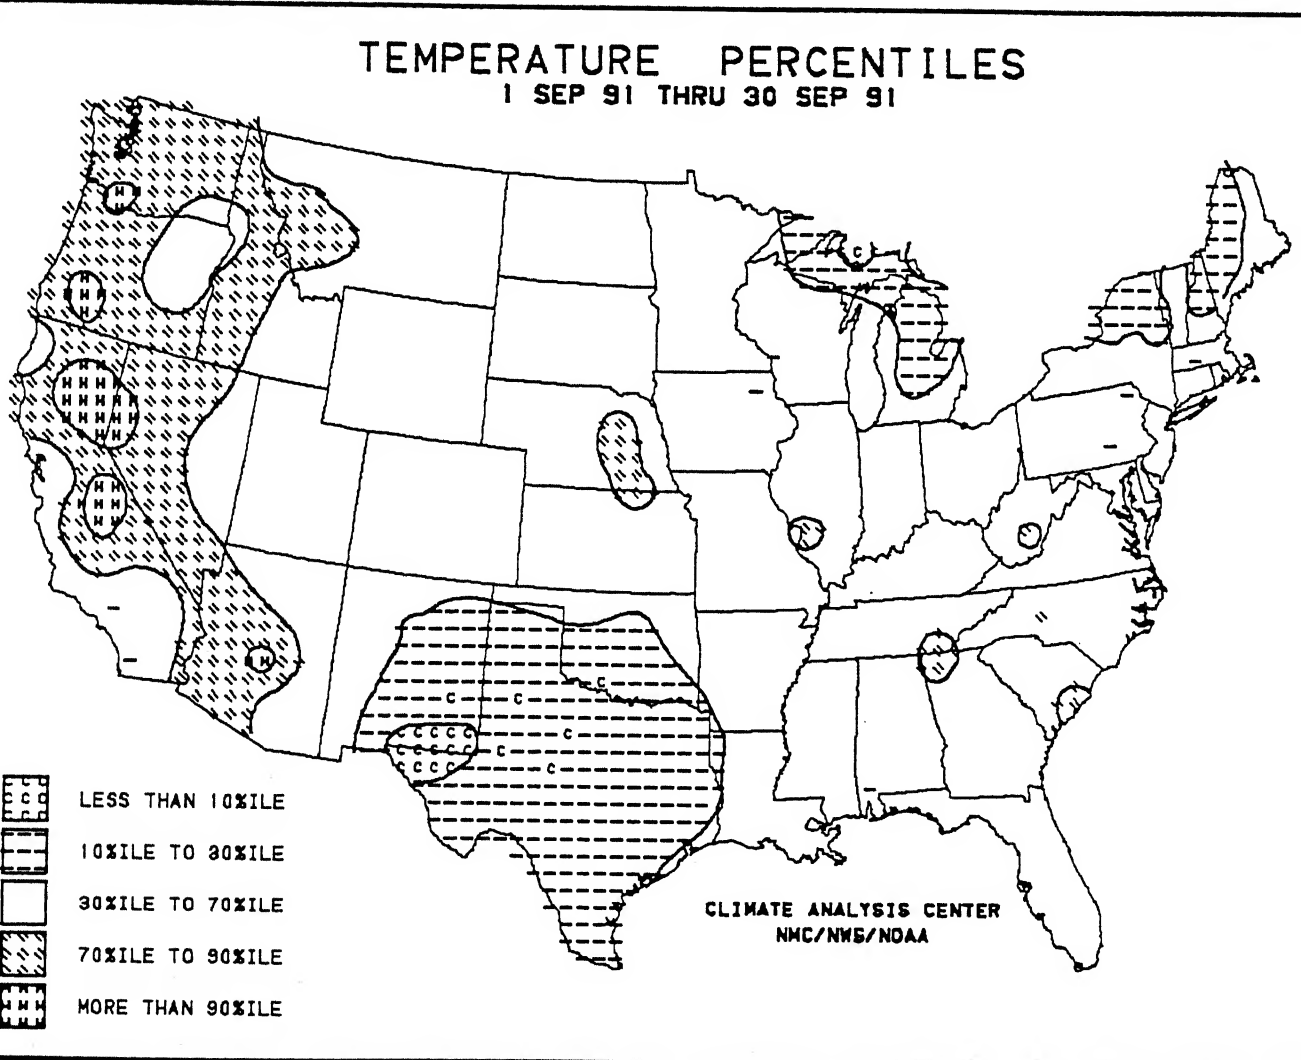 TEMPERATURE PERCENTILES
1 SEP 91 THRU 30 SEP 91
LESS THAN 10%ILE
10%ILE TO 30%ILE
30%ILE TO 70%ILE
70%ILE TO 90%ILE
MORE THAN 90%ILE
CLIMATE ANALYSIS CENTER
NMC/NWS/NOAA